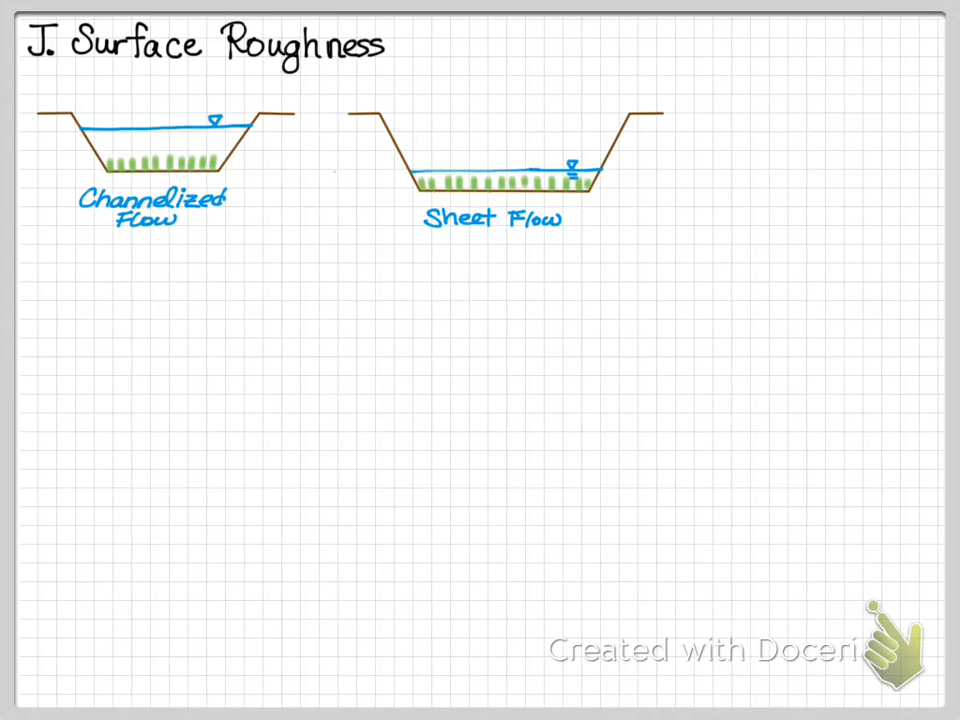 J. Surface Roughness
Channelized
Flow
Sheet Flow
Created with Doceri